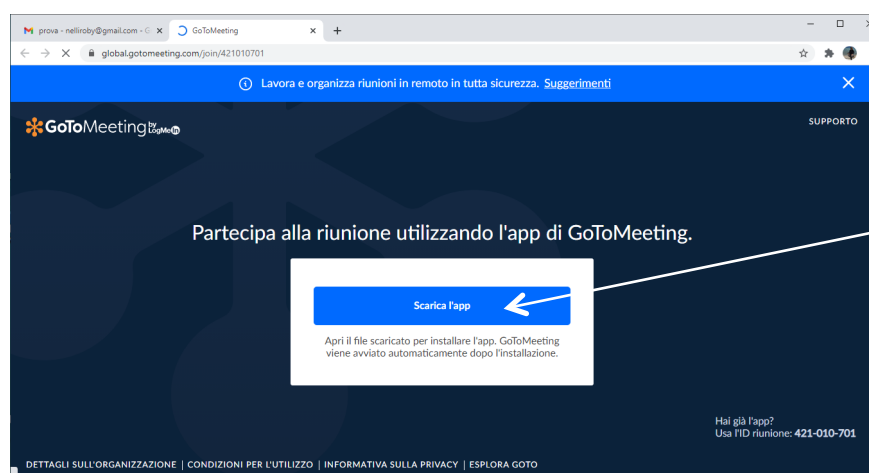 prova - nelliroby@gmail.com - G
GoToMeeting
global.gotomeeting.com/join/421010701
Lavora e organizza riunioni in remoto in tutta sicurezza. Suggerimenti
GoToMeeting by LogMeIn
SUPPORTO
Partecipa alla riunione utilizzando l'app di GoToMeeting.
Scarica l'app
Apri il file scaricato per installare l'app. GoToMeeting
viene avviato automaticamente dopo l'installazione.
Hai già l'app?
Usa l'ID riunione: 421-010-701
DETTAGLI SULL'ORGANIZZAZIONE | CONDIZIONI PER L'UTILIZZO | INFORMATIVA SULLA PRIVACY | ESPLORA GOTO